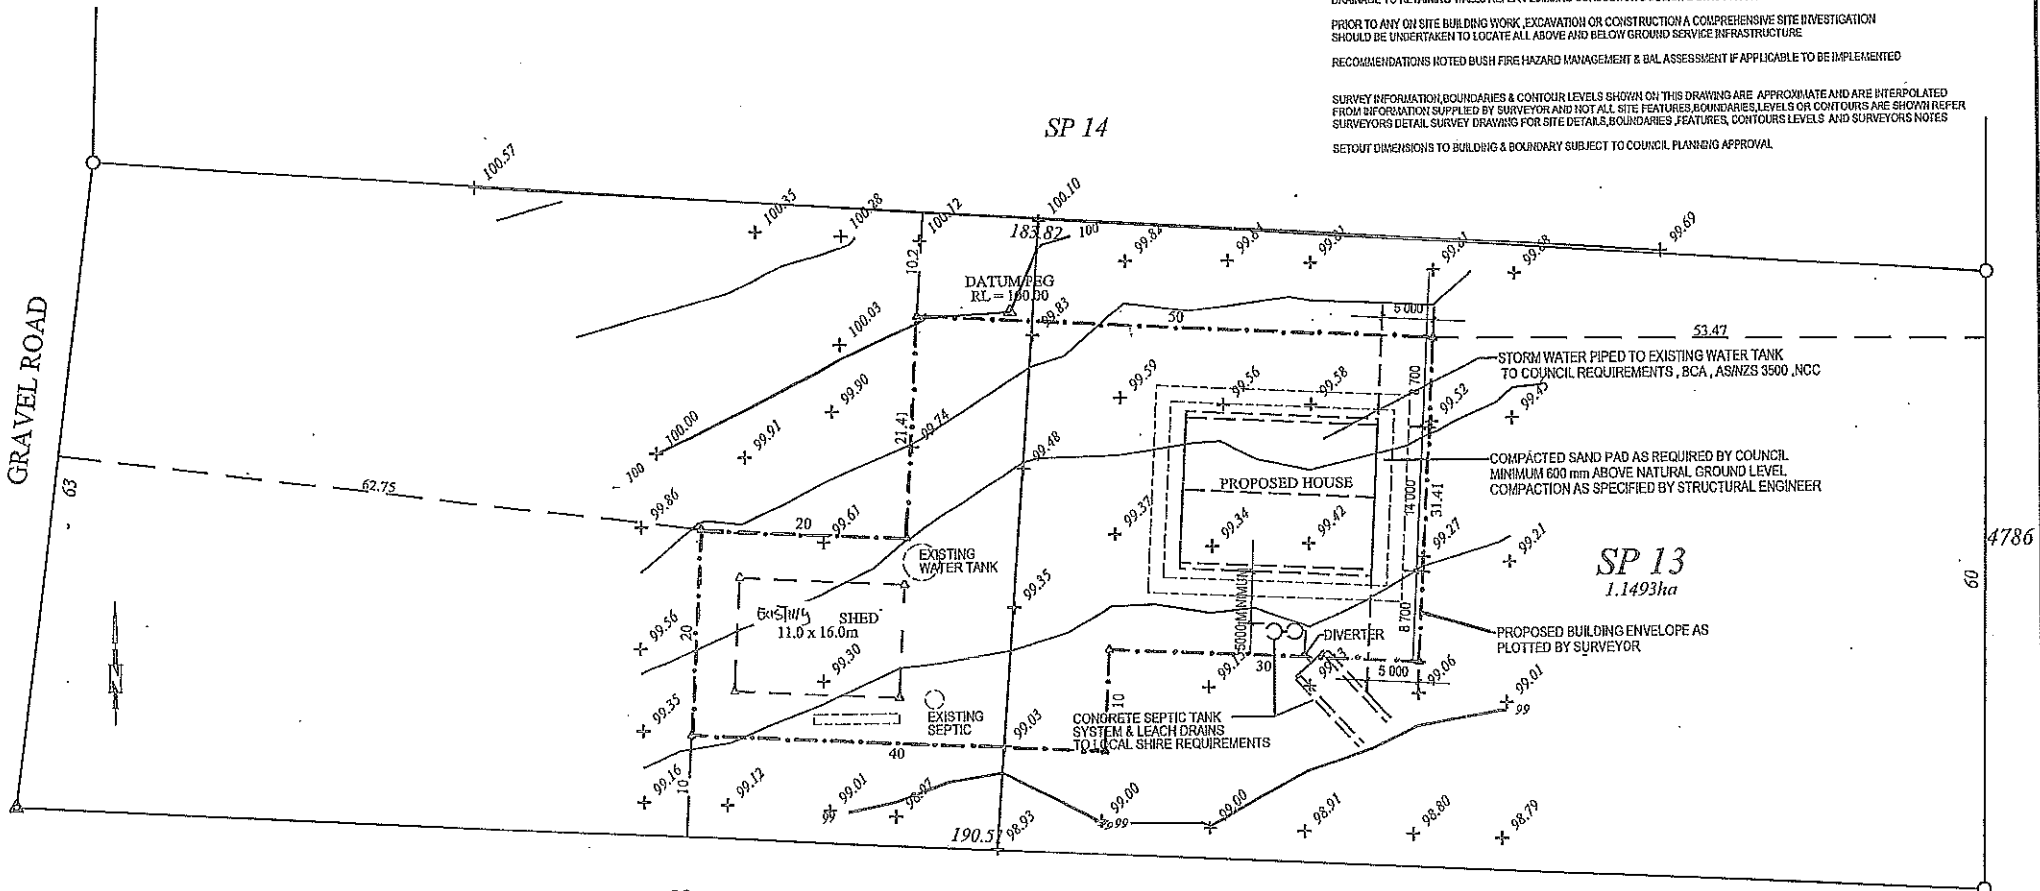 PRIOR TO ANY ON SITE BUILDING WORK ,EXCAVATION OR CONSTRUCTION A COMPREHENSIVE SITE INVESTIGATION
SHOULD BE UNDERTAKEN TO LOCATE ALL ABOVE AND BELOW GROUND SERVICE INFRASTRUCTURE
RECOMMENDATIONS NOTED BUSH FIRE HAZARD MANAGEMENT & BAL ASSESSMENT IF APPLICABLE TO BE IMPLEMENTED
SURVEY INFORMATION,BOUNDARIES & CONTOUR LEVELS SHOWN ON THIS DRAWING ARE APPROXIMATE AND ARE INTERPOLATED
FROM INFORMATION SUPPLIED BY SURVEYOR AND NOT ALL SITE FEATURES,BOUNDARIES,LEVELS OR CONTOURS ARE SHOWN REFER
SURVEYORS DETAIL SURVEY DRAWING FOR SITE DETAILS,BOUNDARIES ,FEATURES, CONTOURS LEVELS AND SURVEYORS NOTES
SETOUT DIMENSIONS TO BUILDING & BOUNDARY SUBJECT TO COUNCIL PLANNING APPROVAL
SP 14
100.57
100.35
100.28
100.12
100.10
183.82
100
99.81
99.69
10.2
DATUM PEG
RL = 100.00
99.83
50
5 000
53.47
GRAVEL ROAD
100.03
STORM WATER PIPED TO EXISTING WATER TANK
TO COUNCIL REQUIREMENTS , BCA , AS/NZS 3500 ,NCC
99.59
99.56
99.58
99.90
99.52
99.45
100.00
99.91
21.41
99.74
99.48
100
COMPACTED SAND PAD AS REQUIRED BY COUNCIL
MINIMUM 600 mm ABOVE NATURAL GROUND LEVEL
COMPACTION AS SPECIFIED BY STRUCTURAL ENGINEER
PROPOSED HOUSE
63
62.75
14 000
31.41
99.86
20
99.61
99.37
99.34
99.42
99.27
99.21
4786
EXISTING
WATER TANK
SP 13
1.1493ha
60
99.35
5000 MINIMUM
8 700
Existing
SHED
11.0 x 16.0m
99.56
20
99.30
DIVERTER
PROPOSED BUILDING ENVELOPE AS
PLOTTED BY SURVEYOR
30
5 000
99.06
99.01
99
N
99.35
EXISTING
SEPTIC
10
99.03
CONCRETE SEPTIC TANK
SYSTEM & LEACH DRAINS
TO LOCAL SHIRE REQUIREMENTS
40
99.16
10
99.12
99.01
99
98.97
99.00
99
99.00
98.91
98.80
98.79
98.93